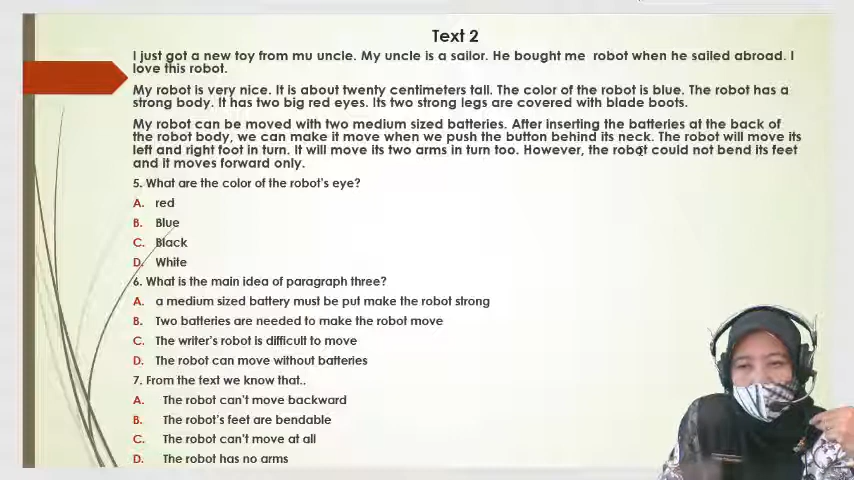 Text 2
I just got a new toy from mu uncle. My uncle is a sailor. He bought me robot when he sailed abroad. I
love this robot.
My robot is very nice. It is about twenty centimeters tall. The color of the robot is blue. The robot has a
strong body. It has two big red eyes. Its two strong legs are covered with blade boots.
My robot can be moved with two medium sized batteries. After inserting the batteries at the back of
the robot body, we can make it move when we push the button behind its neck. The robot will move its
left and right foot in turn. It will move its two arms in turn too. However, the robot could not bend its feet
and it moves forward only.
5. What are the color of the robot's eye?
A. red
B. Blue
C. Black
D. White
6. What is the main idea of paragraph three?
A. a medium sized battery must be put make the robot strong
B. Two batteries are needed to make the robot move
C. The writer's robot is difficult to move
D. The robot can move without batteries
7. From the text we know that..
A. The robot can't move backward
B. The robot's feet are bendable
C. The robot can't move at all
D. The robot has no arms